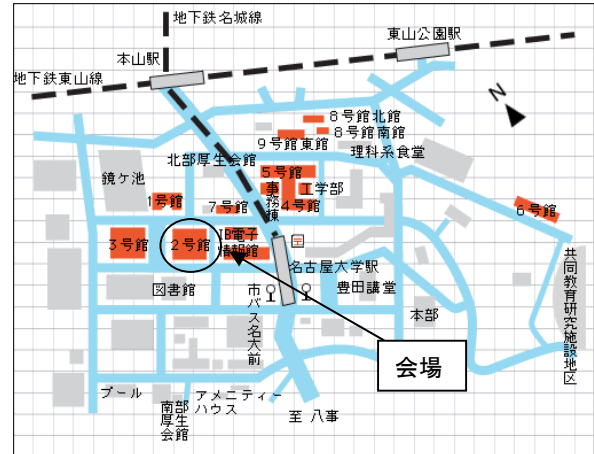 地下鉄名城線
東山公園駅
本山駅
地下鉄東山線
N
8号館北館
8号館南館
9号館東館
北部厚生会館
理科系食堂
鏡ケ池
5号館
事務棟
工学部
1号館
4号館
7号館
6号館
IB電子
情報館
3号館
2号館
名古屋大学駅
共同教育研究施設地区
図書館
市バス名大前
豊田講堂
本部
会場
プール
アメニティー
ハウス
南部
厚生
会館
至 八事